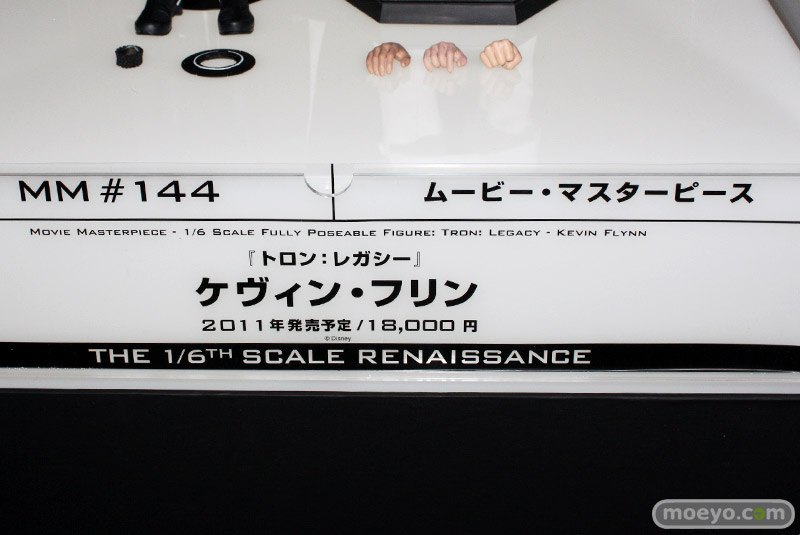 MM #144
ムービー・マスターピース
Movie Masterpiece - 1/6 Scale Fully Poseable Figure: Tron: Legacy - Kevin Flynn
『トロン：レガシー』
ケヴィン・フリン
2011年発売予定/18,000円
© Disney
THE 1/6TH SCALE RENAISSANCE
moeyo.com